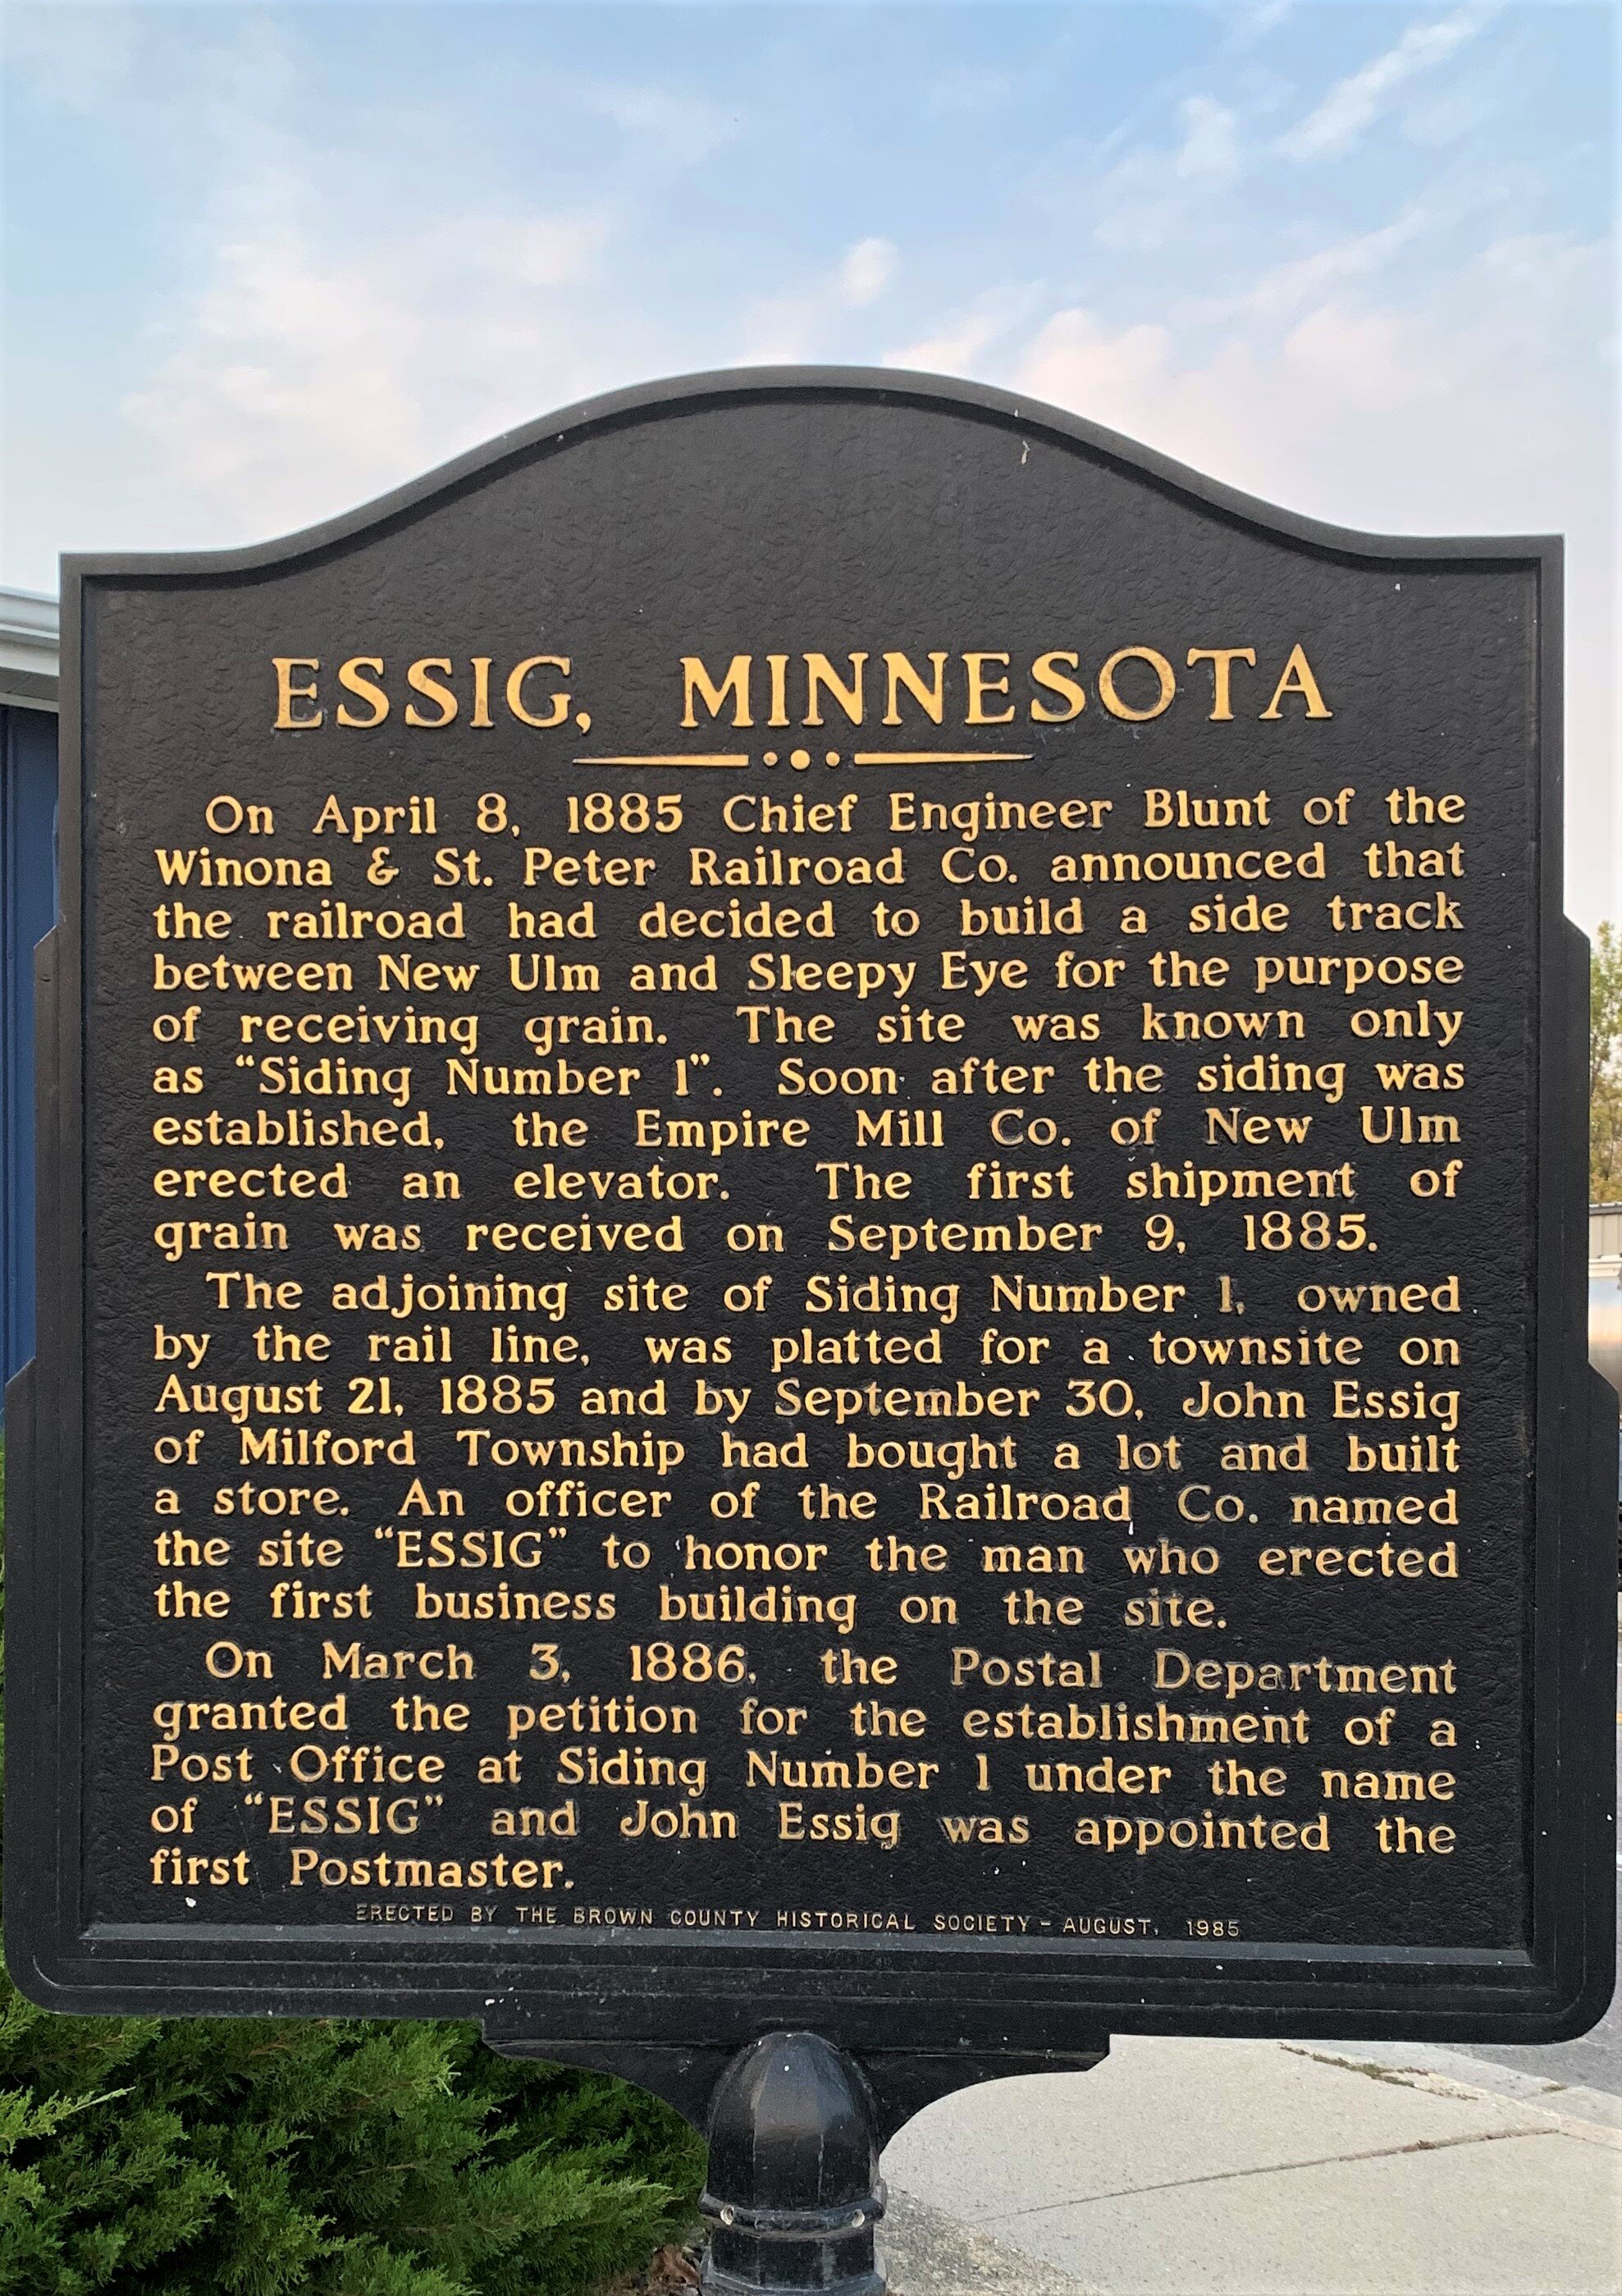 ESSIG, MINNESOTA
On April 8, 1885 Chief Engineer Blunt of the
Winona & St. Peter Railroad Co. announced that
the railroad had decided to build a side track
between New Ulm and Sleepy Eye for the purpose
of receiving grain. The site was known only
as “Siding Number 1”. Soon after the siding was
established, the Empire Mill Co. of New Ulm
erected an elevator. The first shipment of
grain was received on September 9, 1885.
The adjoining site of Siding Number 1, owned
by the rail line, was platted for a townsite on
August 21, 1885 and by September 30, John Essig
of Milford Township had bought a lot and built
a store. An officer of the Railroad Co. named
the site “ESSIG” to honor the man who erected
the first business building on the site.
On March 3, 1886, the Postal Department
granted the petition for the establishment of a
Post Office at Siding Number 1 under the name
of “ESSIG” and John Essig was appointed the
first Postmaster.
ERECTED BY THE BROWN COUNTY HISTORICAL SOCIETY – AUGUST, 1985